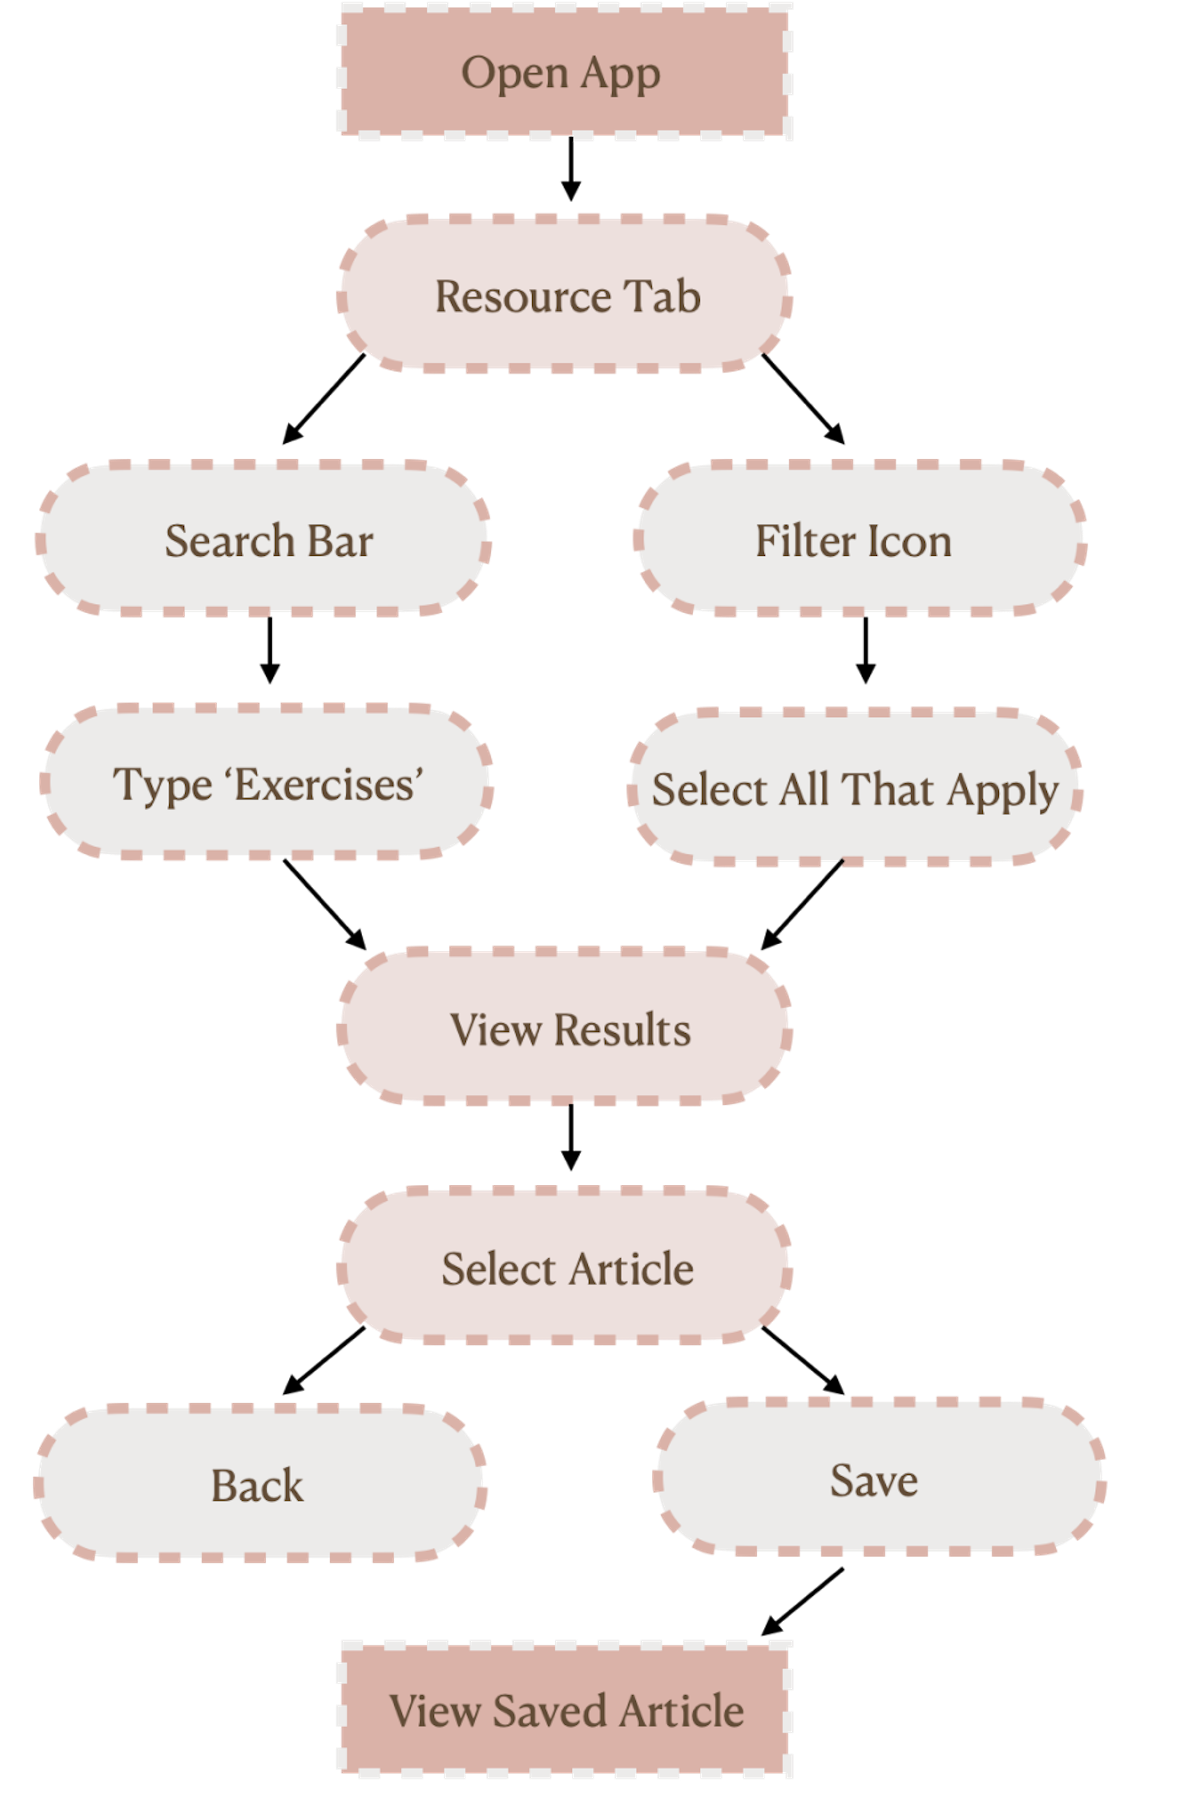 Open App
Resource Tab
Search Bar
Filter Icon
Type ‘Exercises’
Select All That Apply
View Results
Select Article
Back
Save
View Saved Article